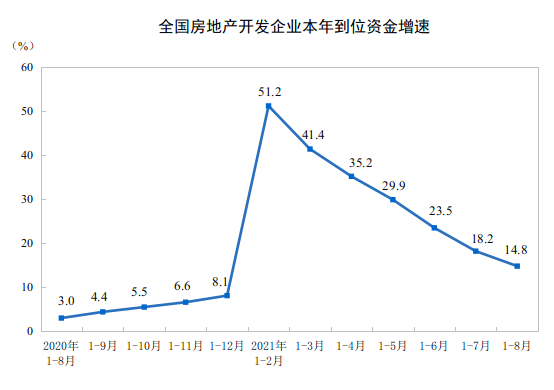 全国房地产开发企业本年到位资金增速
（%）
60
50
40
30
20
10
0
3.0
4.4
5.5
6.6
8.1
51.2
41.4
35.2
29.9
23.5
18.2
14.8
2020年
1-8月
1-9月
1-10月
1-11月
1-12月
2021年
1-2月
1-3月
1-4月
1-5月
1-6月
1-7月
1-8月